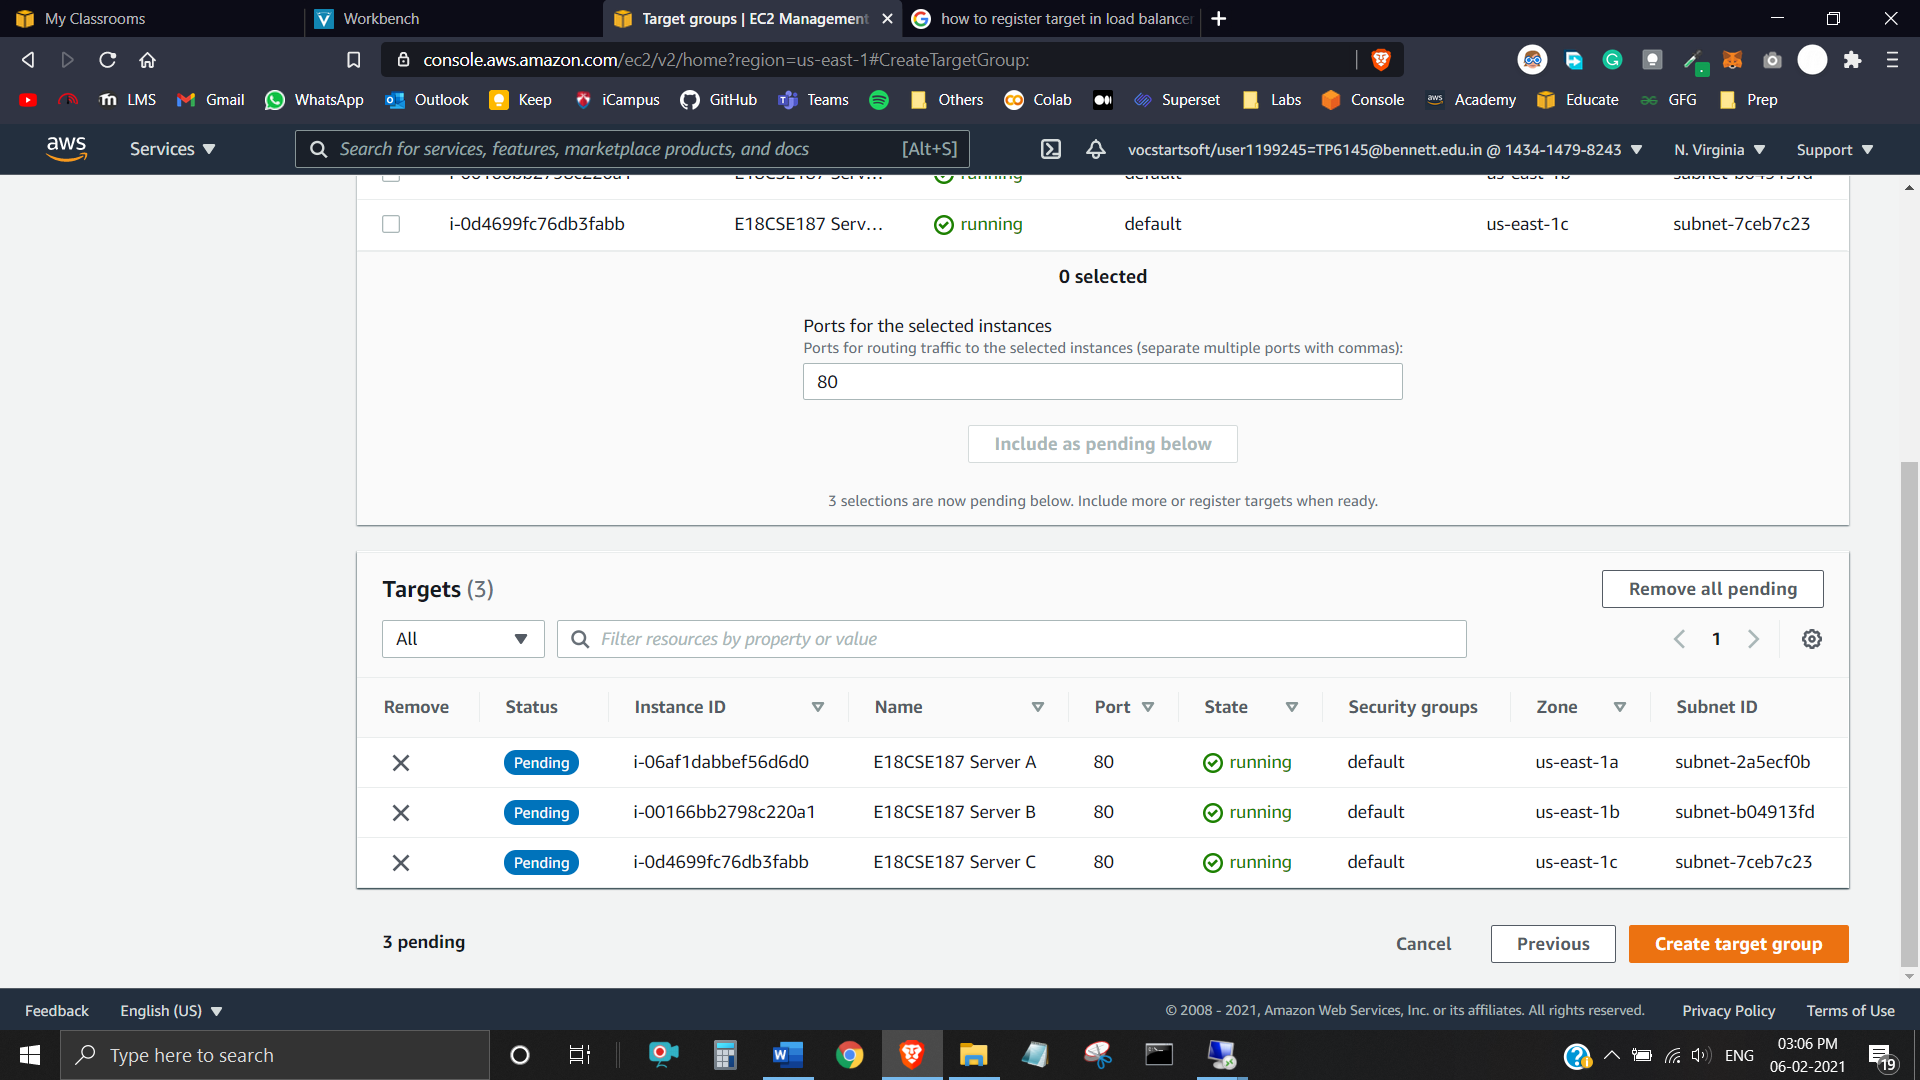 My Classrooms
Workbench
Target groups | EC2 Management
how to register target in load balancer
console.aws.amazon.com/ec2/v2/home?region=us-east-1#CreateTargetGroup:
LMS Gmail WhatsApp Outlook Keep iCampus GitHub Teams Others Colab Superset Labs Console Academy Educate GFG Prep
aws Services Search for services, features, marketplace products, and docs [Alt+S] vocstartsoft/user1199245=TP6145@bennett.edu.in @ 1434-1479-8243 N. Virginia Support
i-00166bb2798c220a1 E18CSE187 Serv... running default us-east-1b subnet-b04913fd
i-0d4699fc76db3fabb E18CSE187 Serv... running default us-east-1c subnet-7ceb7c23
0 selected
Ports for the selected instances
Ports for routing traffic to the selected instances (separate multiple ports with commas):
80
Include as pending below
3 selections are now pending below. Include more or register targets when ready.
Targets (3)
Remove all pending
All Filter resources by property or value 1
Remove Status Instance ID Name Port State Security groups Zone Subnet ID
Pending i-06af1dabbef56d6d0 E18CSE187 Server A 80 running default us-east-1a subnet-2a5ecf0b
Pending i-00166bb2798c220a1 E18CSE187 Server B 80 running default us-east-1b subnet-b04913fd
Pending i-0d4699fc76db3fabb E18CSE187 Server C 80 running default us-east-1c subnet-7ceb7c23
3 pending
Cancel Previous Create target group
Feedback English (US) © 2008 - 2021, Amazon Web Services, Inc. or its affiliates. All rights reserved. Privacy Policy Terms of Use
Type here to search
ENG
03:06 PM
06-02-2021
19